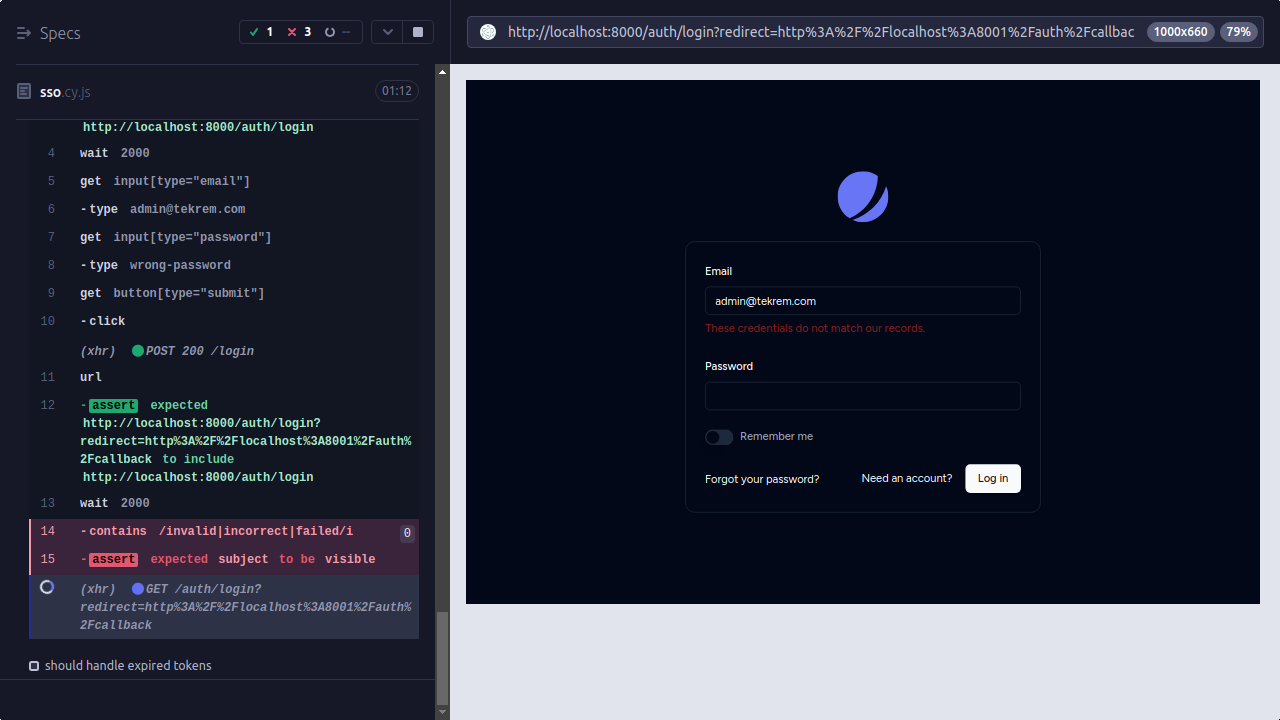 Specs
1
3
--
http://localhost:8000/auth/login?redirect=http%3A%2F%2Flocalhost%3A8001%2Fauth%2Fcallbac
1000x660
79%
sso.cy.js
01:12
http://localhost:8000/auth/login
4 wait 2000
5 get input[type="email"]
6 -type admin@tekrem.com
7 get input[type="password"]
8 -type wrong-password
9 get button[type="submit"]
10 -click
(xhr) POST 200 /login
11 url
12 -assert expected
http://localhost:8000/auth/login?
redirect=http%3A%2F%2Flocalhost%3A8001%2Fauth%
2Fcallback to include
http://localhost:8000/auth/login
13 wait 2000
14 -contains /invalid|incorrect|failed/i 0
15 -assert expected subject to be visible
(xhr) GET /auth/login?
redirect=http%3A%2F%2Flocalhost%3A8001%2Fauth%
2Fcallback
should handle expired tokens
Email
admin@tekrem.com
These credentials do not match our records.
Password
Remember me
Forgot your password?
Need an account?
Log in